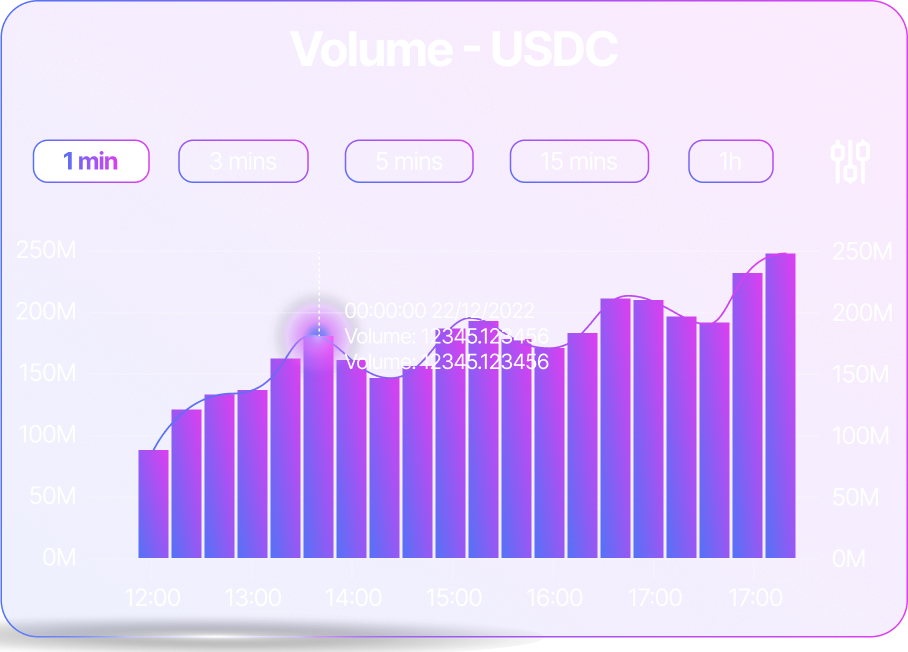 Volume - USDC
1 min
3 mins
5 mins
15 mins
1h
250M
250M
00:00:00 22/12/2022
200M
200M
Volume: 12345.123456
Volume: 12345.123456
150M
150M
100M
100M
50M
50M
0M
0M
12:00
13:00
14:00
15:00
16:00
17:00
17:00